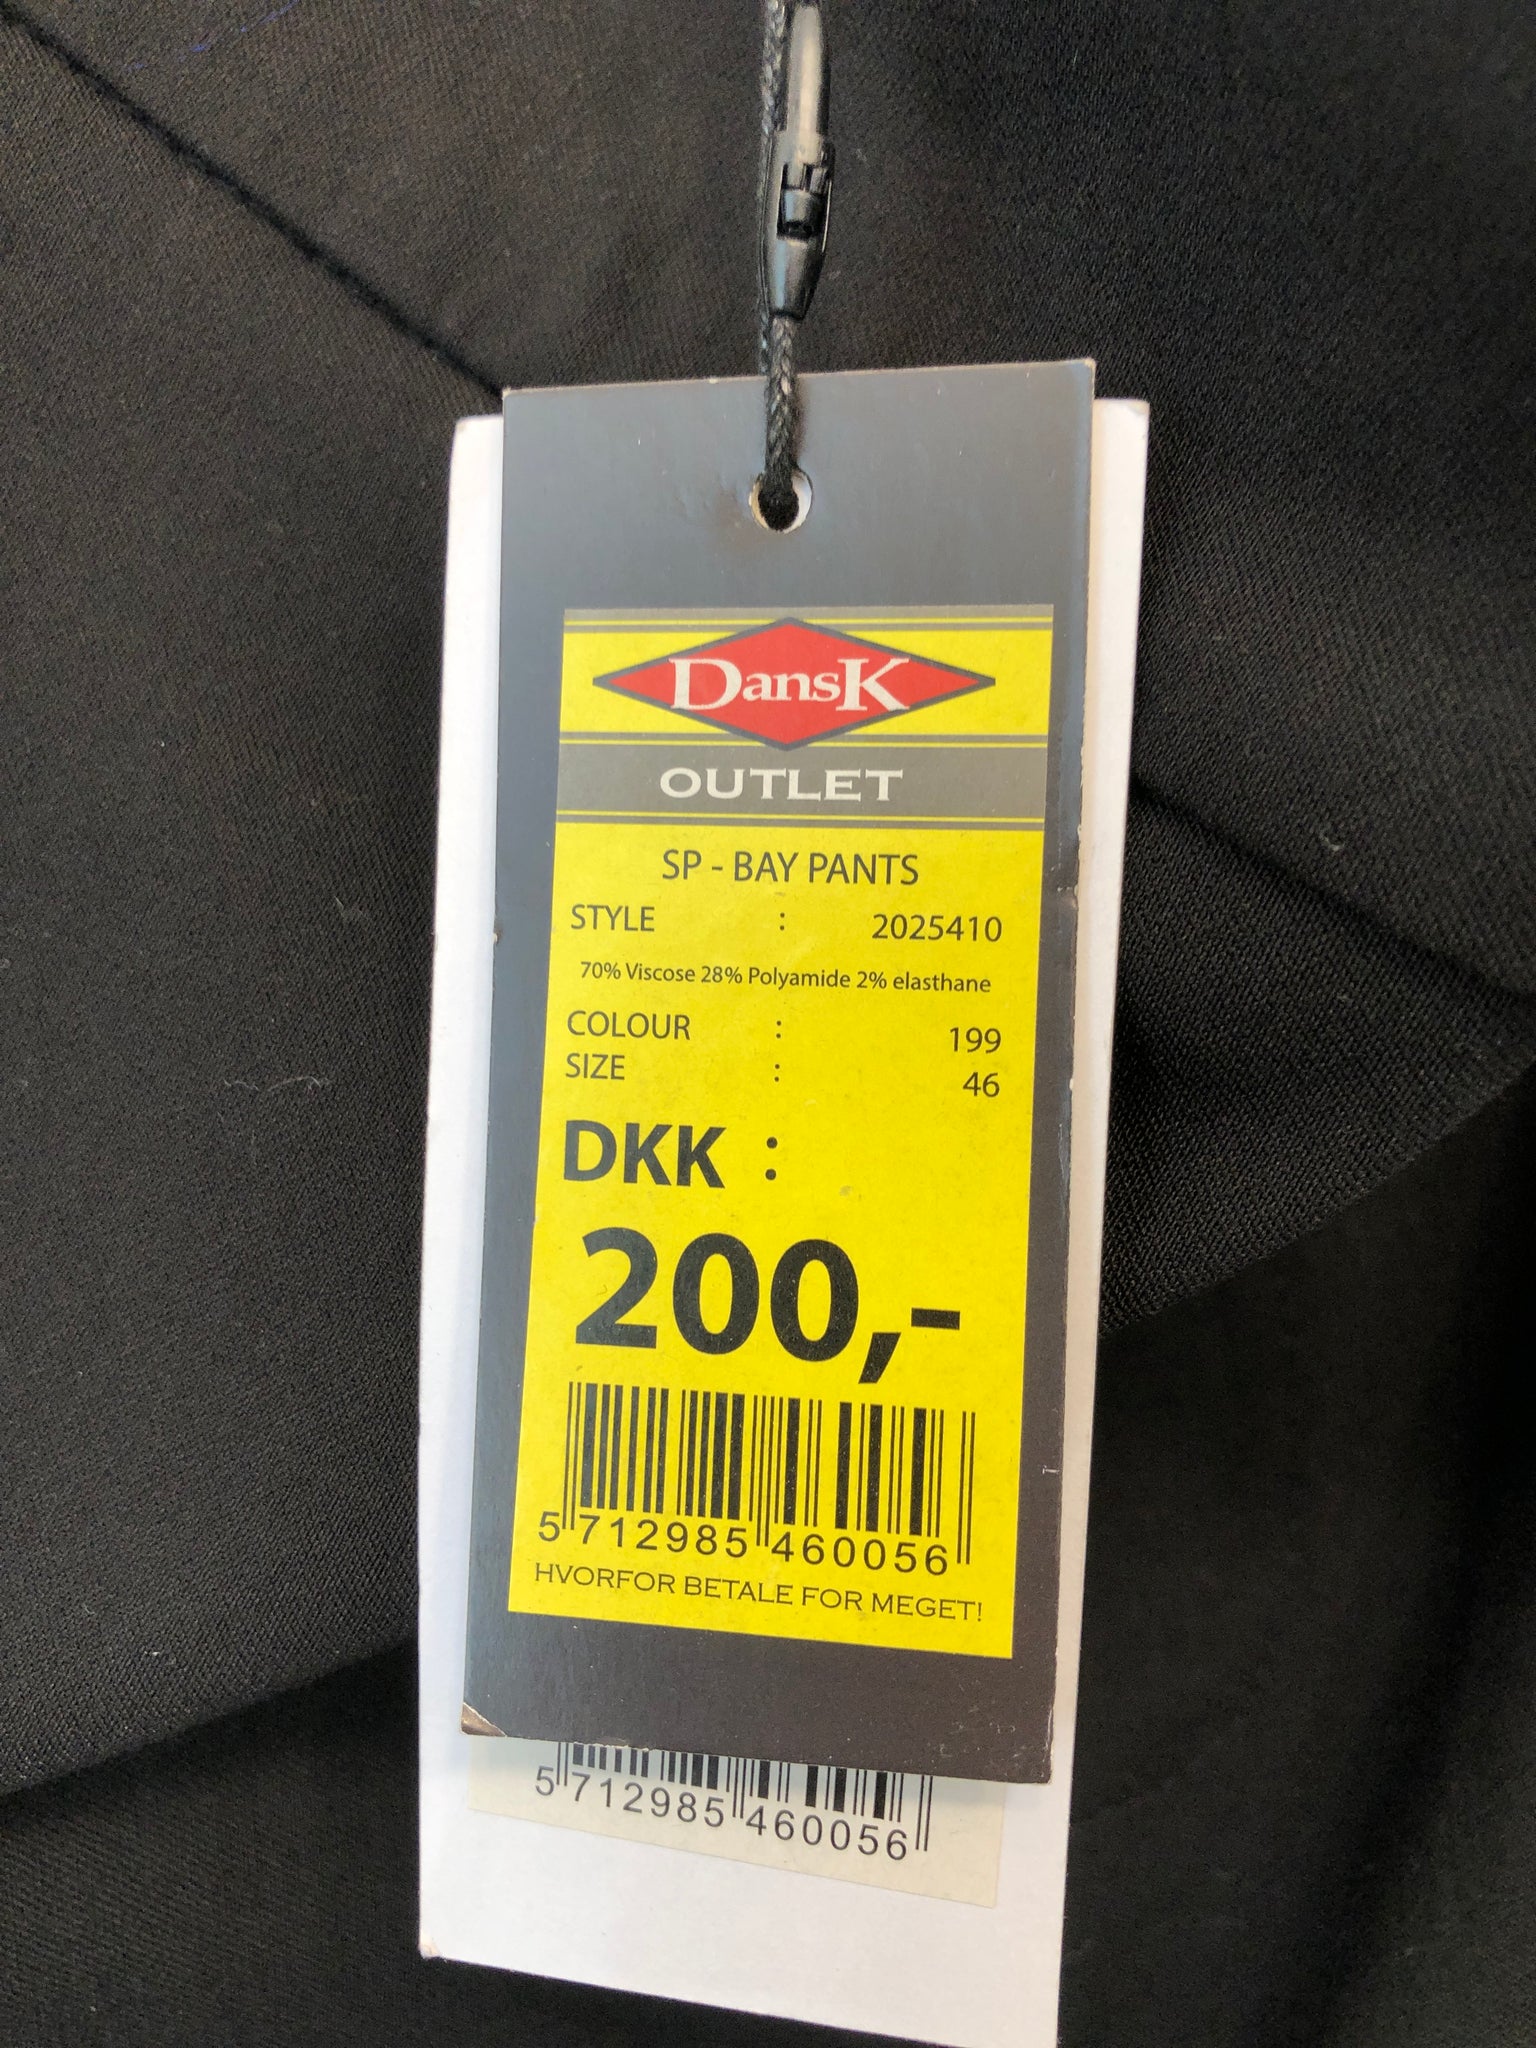 DansK
OUTLET
SP - BAY PANTS
STYLE : 2025410
70% Viscose 28% Polyamide 2% elasthane
COLOUR : 199
SIZE : 46
DKK :
200,-
5 712985 460056
HVORFOR BETALE FOR MEGET!
5 712985 460056